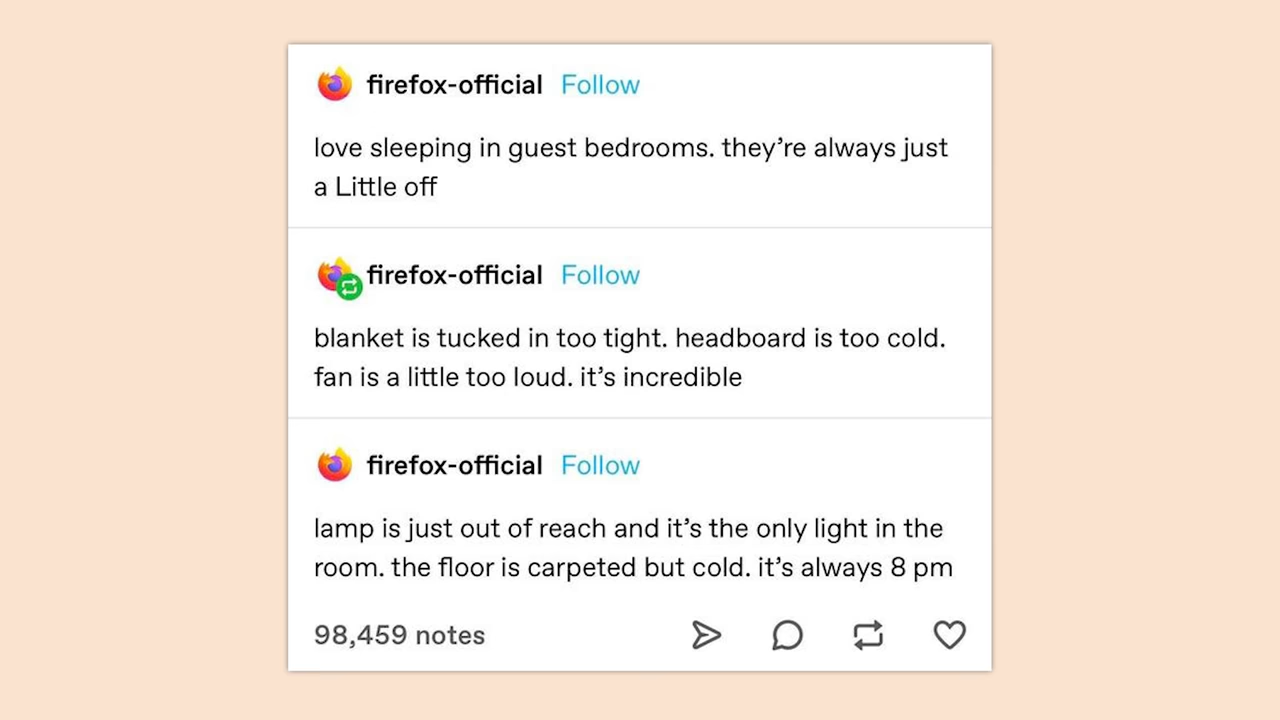 firefox-official Follow
love sleeping in guest bedrooms. they’re always just
a Little off
firefox-official Follow
blanket is tucked in too tight. headboard is too cold.
fan is a little too loud. it’s incredible
firefox-official Follow
lamp is just out of reach and it’s the only light in the
room. the floor is carpeted but cold. it’s always 8 pm
98,459 notes